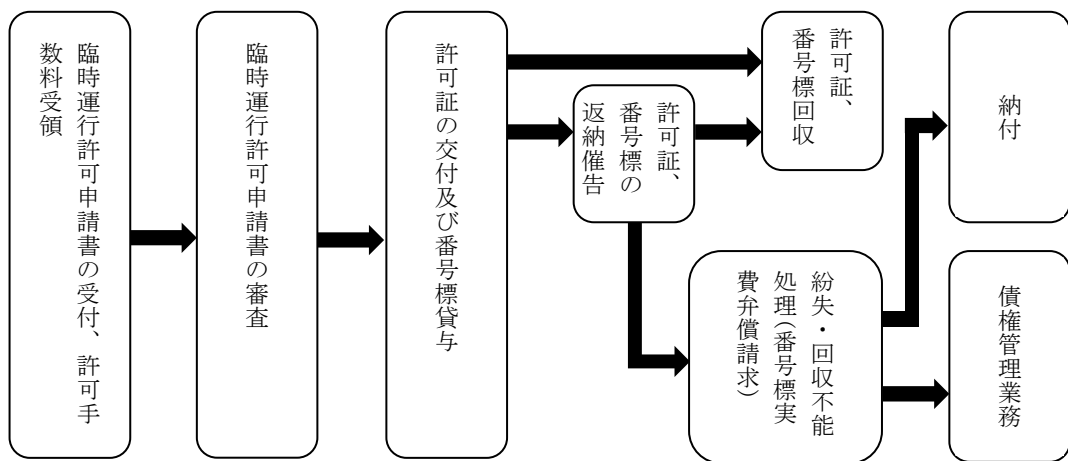 臨時運行許可申請書の受付、許可手
数料受領
臨時運行許可申請書の審査
許可証の交付及び番号標貸与
許可証、
番号標の
返納催告
許可証、
番号標回収
紛失・回収不能
処理(番号標実
費弁償請求)
納付
債権管理業務